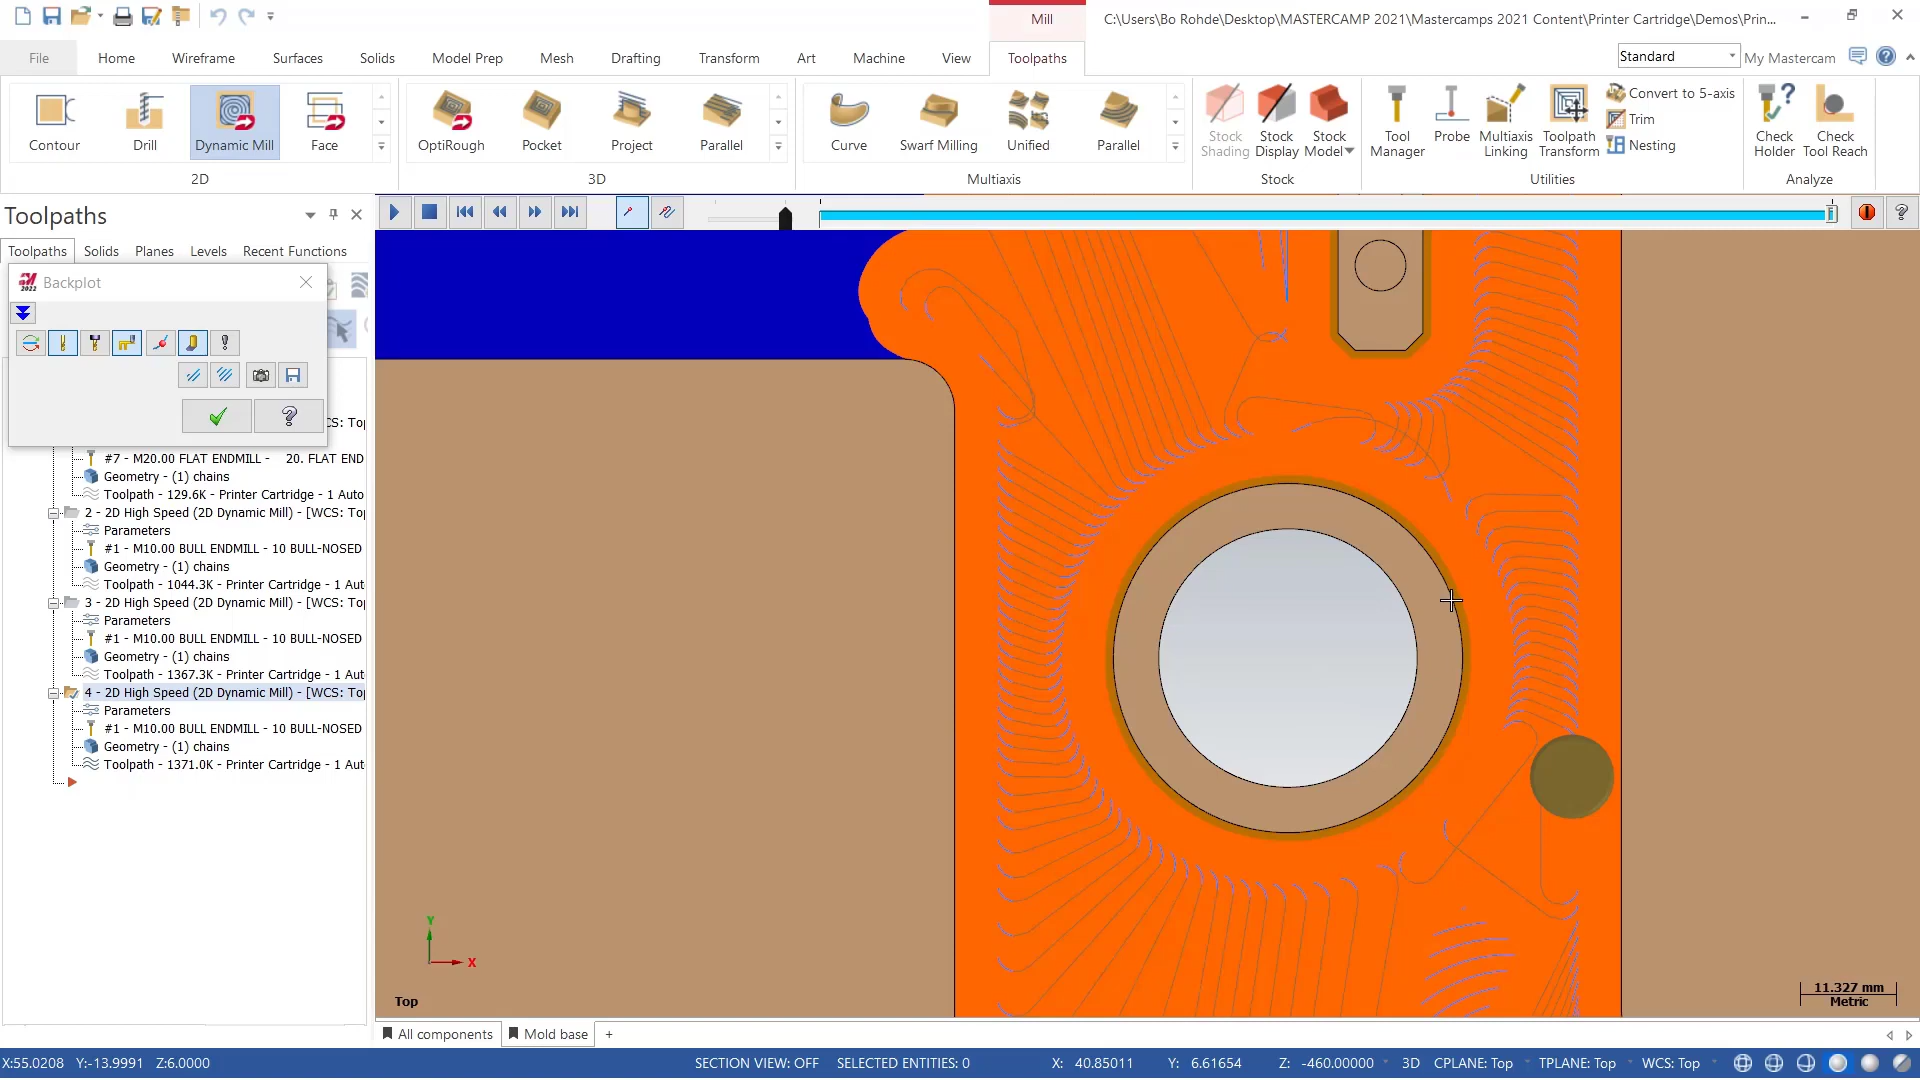 Mill
C:\Users\Bo Rohde\Desktop\MASTERCAMP 2021\Mastercamps 2021 Content\Printer Cartridge\Demos\Prin...
File
Home
Wireframe
Surfaces
Solids
Model Prep
Mesh
Drafting
Transform
Art
Machine
View
Toolpaths
Standard
My Mastercam
Contour
Drill
Dynamic Mill
Face
2D
OptiRough
Pocket
Project
Parallel
3D
Curve
Swarf Milling
Unified
Parallel
Multiaxis
Stock Shading
Stock Display
Stock Model
Stock
Tool Manager
Probe
Multiaxis Linking
Toolpath Transform
Convert to 5-axis
Trim
Nesting
Utilities
Check Holder
Check Tool Reach
Analyze
Toolpaths
Toolpaths
Solids
Planes
Levels
Recent Functions
2022
Backplot
CS: To
#7 - M20.00 FLAT ENDMILL - 20. FLAT END
Geometry - (1) chains
Toolpath - 129.6K - Printer Cartridge - 1 Auto
2 - 2D High Speed (2D Dynamic Mill) - [WCS: To
Parameters
#1 - M10.00 BULL ENDMILL - 10 BULL-NOSED
Geometry - (1) chains
Toolpath - 1044.3K - Printer Cartridge - 1 Aut
3 - 2D High Speed (2D Dynamic Mill) - [WCS: To
Parameters
#1 - M10.00 BULL ENDMILL - 10 BULL-NOSED
Geometry - (1) chains
Toolpath - 1367.3K - Printer Cartridge - 1 Aut
4 - 2D High Speed (2D Dynamic Mill) - [WCS: To
Parameters
#1 - M10.00 BULL ENDMILL - 10 BULL-NOSED
Geometry - (1) chains
Toolpath - 1371.0K - Printer Cartridge - 1 Aut
Y
X
Top
11.327 mm
Metric
All components
Mold base
+
X:55.0208 Y:-13.9991 Z:6.0000
SECTION VIEW: OFF
SELECTED ENTITIES: 0
X: 40.85011
Y: 6.61654
Z: -460.00000
3D
CPLANE: Top
TPLANE: Top
WCS: Top